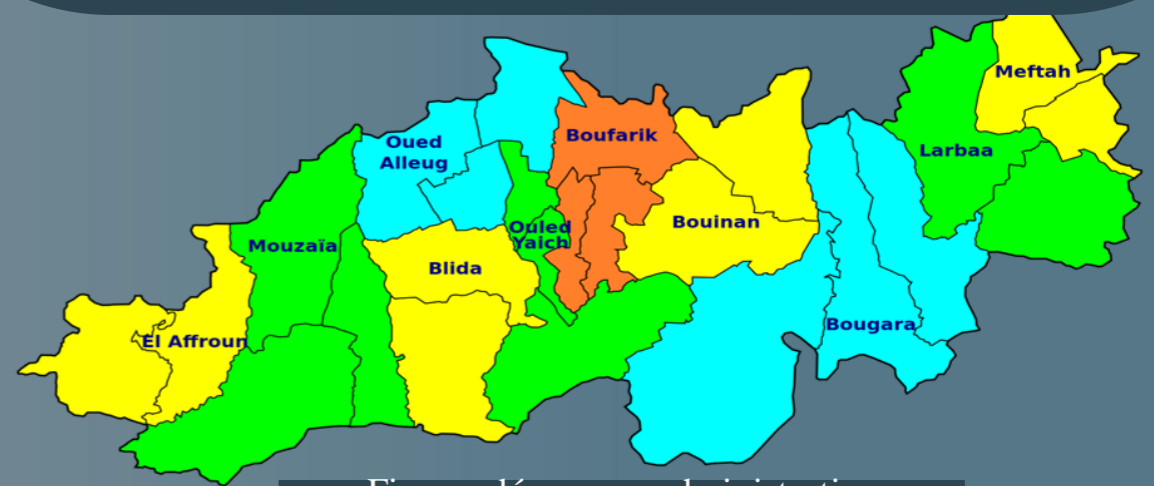 Meftah
Boufarik
Oued
Alleug
Larbaa
Bouinan
Ouled
Yaich
Mouzaïa
Blida
Bougara
El Affroun